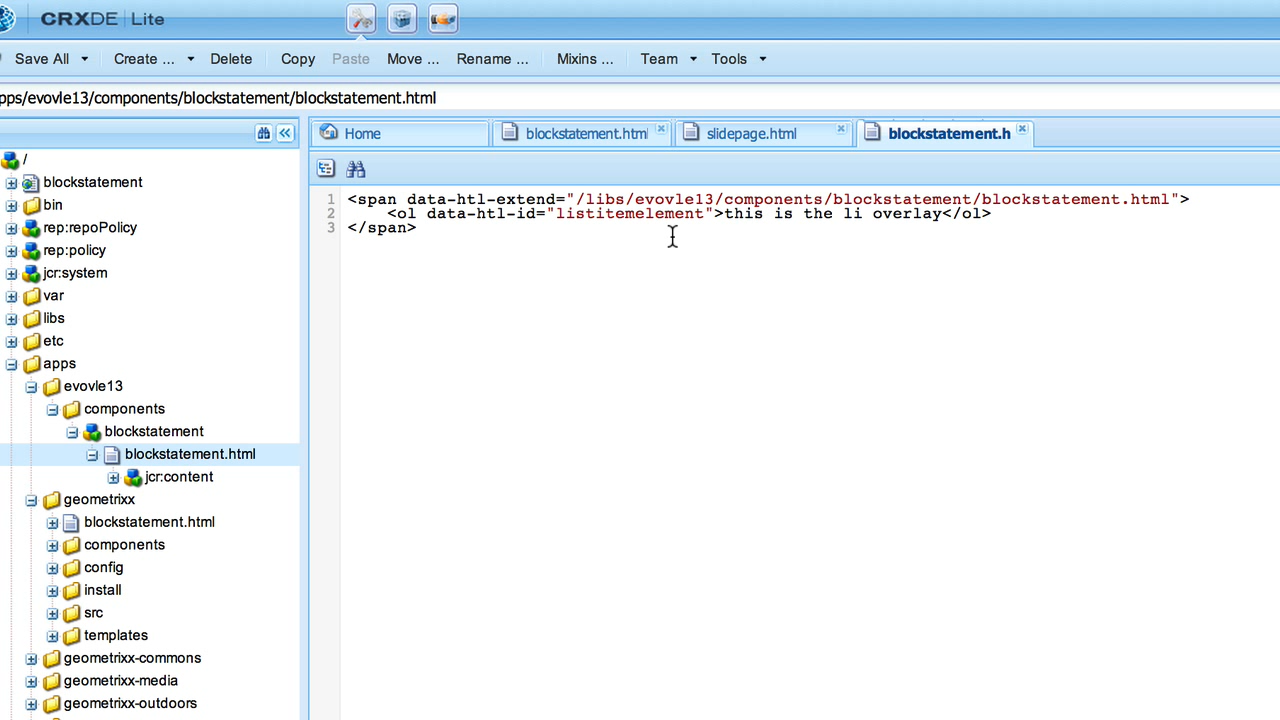 CRXDE | Lite
Save All Create ... Delete Copy Paste Move ... Rename ... Mixins ... Team Tools
pps/evovle13/components/blockstatement/blockstatement.html
Home blockstatement.html slidepage.html blockstatement.h
/
blockstatement
bin
rep:repoPolicy
rep:policy
jcr:system
var
libs
etc
apps
evovle13
components
blockstatement
blockstatement.html
jcr:content
geometrixx
blockstatement.html
components
config
install
src
templates
geometrixx-commons
geometrixx-media
geometrixx-outdoors
1 <span data-htl-extend="/libs/evovle13/components/blockstatement/blockstatement.html">
2 <ol data-htl-id="listitemelement">this is the li overlay</ol>
3 </span>